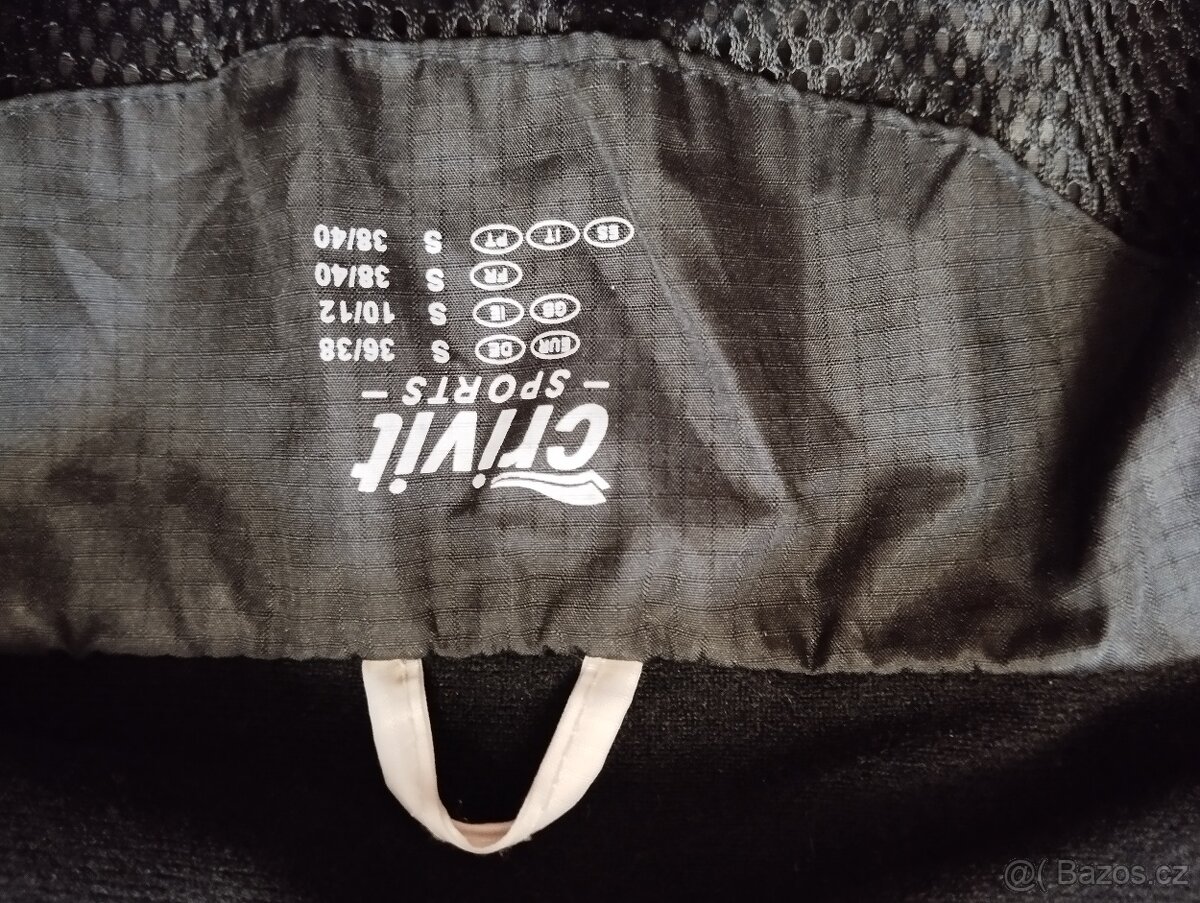 crivit
– SPORTS –
EUR DE S 36/38
GB IE S 10/12
FR S 38/40
ES IT PT S 38/40
@( Bazos.cz